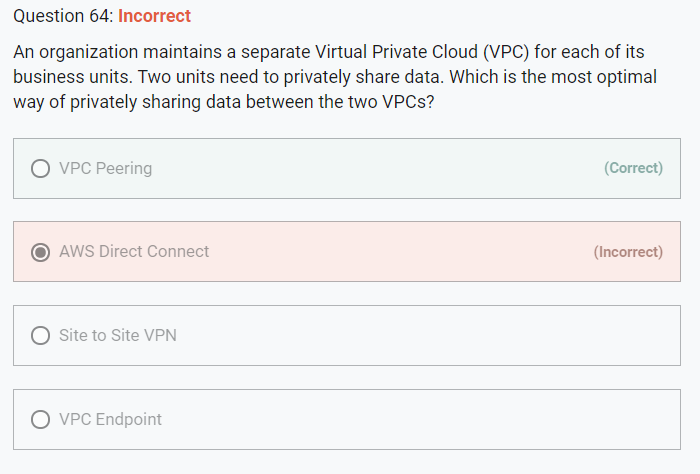 Question 64: Incorrect
An organization maintains a separate Virtual Private Cloud (VPC) for each of its
business units. Two units need to privately share data. Which is the most optimal
way of privately sharing data between the two VPCs?
VPC Peering (Correct)
AWS Direct Connect (Incorrect)
Site to Site VPN
VPC Endpoint